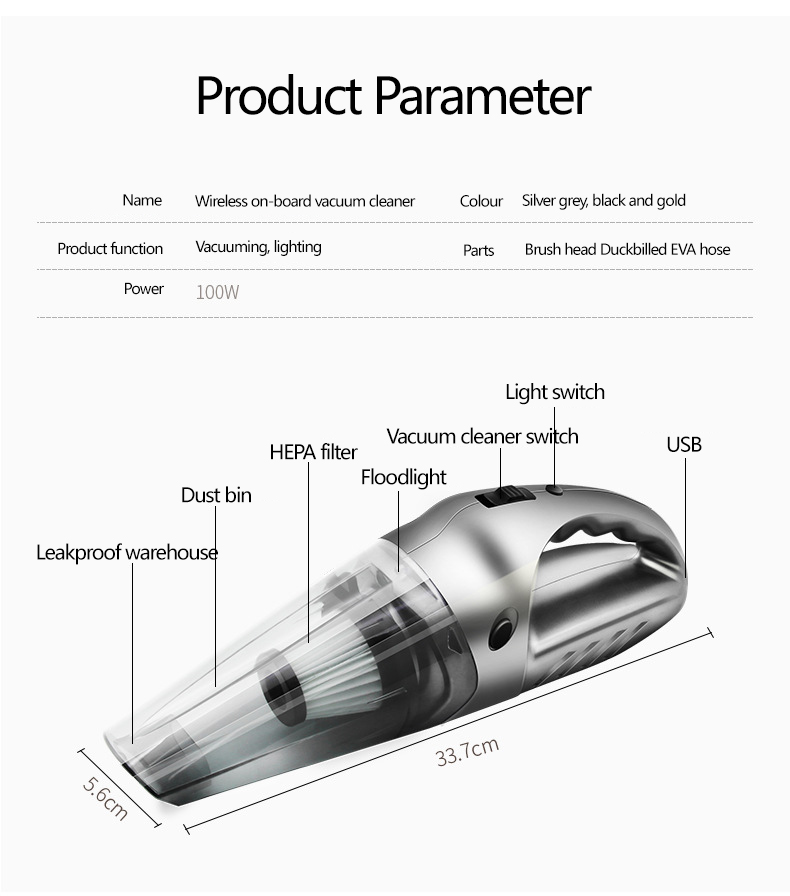 Product Parameter
Name Wireless on-board vacuum cleaner Colour Silver grey, black and gold
Product function Vacuuming, lighting Parts Brush head Duckbilled EVA hose
Power 100W
Light switch
Vacuum cleaner switch
USB
HEPA filter
Floodlight
Dust bin
Leakproof warehouse
33.7cm
5.6cm